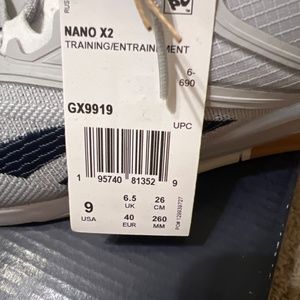 NANO X2
TRAINING/ENTRAINEMENT
6-
690
GX9919
UPC
1 95740 81352 9
9 6.5 26
USA UK CM
40 260
EUR MM